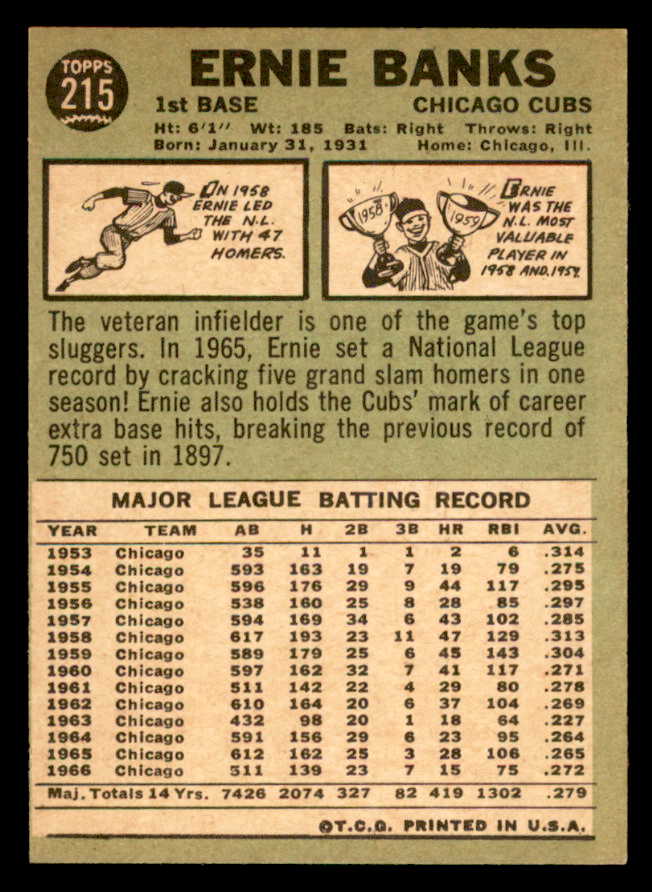 TOPPS
215
ERNIE BANKS
1st BASE CHICAGO CUBS
Ht: 6'1" Wt: 185 Bats: Right Throws: Right
Born: January 31, 1931 Home: Chicago, Ill.
IN 1958
ERNIE LED
THE N.L.
WITH 47
HOMERS.
1958
1959
ERNIE
WAS THE
N.L. MOST
VALUABLE
PLAYER IN
1958 AND 1959.
The veteran infielder is one of the game's top
sluggers. In 1965, Ernie set a National League
record by cracking five grand slam homers in one
season! Ernie also holds the Cubs' mark of career
extra base hits, breaking the previous record of
750 set in 1897.
MAJOR LEAGUE BATTING RECORD
YEAR TEAM AB H 2B 3B HR RBI AVG.
1953 Chicago 35 11 1 1 2 6 .314
1954 Chicago 593 163 19 7 19 79 .275
1955 Chicago 596 176 29 9 44 117 .295
1956 Chicago 538 160 25 8 28 85 .297
1957 Chicago 594 169 34 6 43 102 .285
1958 Chicago 617 193 23 11 47 129 .313
1959 Chicago 589 179 25 6 45 143 .304
1960 Chicago 597 162 32 7 41 117 .271
1961 Chicago 511 142 22 4 29 80 .278
1962 Chicago 610 164 20 6 37 104 .269
1963 Chicago 432 98 20 1 18 64 .227
1964 Chicago 591 156 29 6 23 95 .264
1965 Chicago 612 162 25 3 28 106 .265
1966 Chicago 511 139 23 7 15 75 .272
Maj. Totals 14 Yrs. 7426 2074 327 82 419 1302 .279
©T.C.G. PRINTED IN U.S.A.